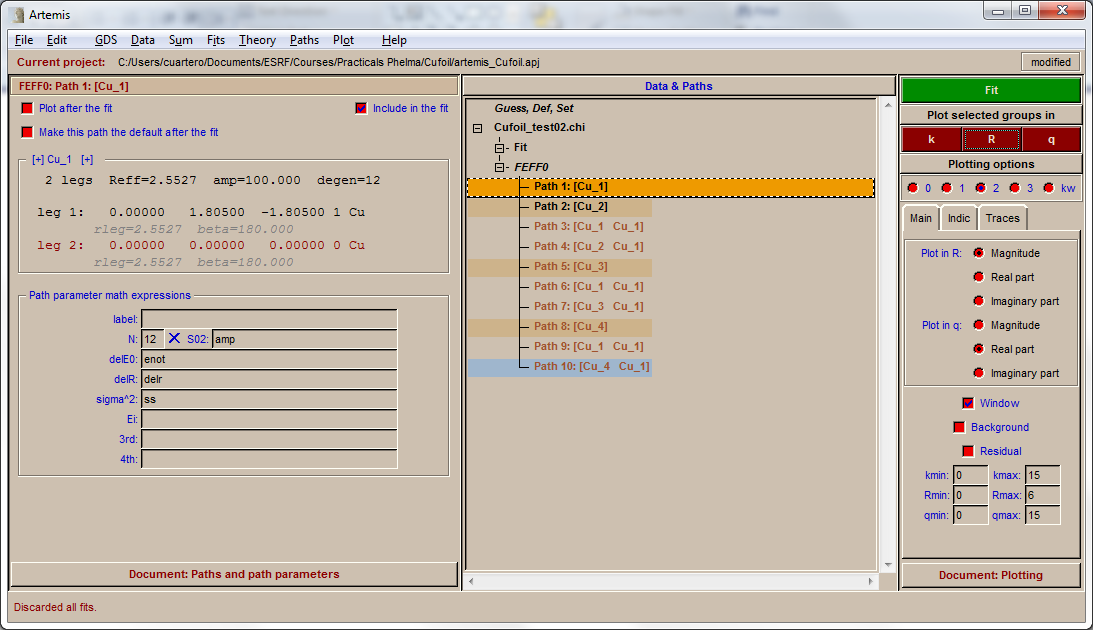 Artemis
File Edit GDS Data Sum Fits Theory Paths Plot Help
Current project: C:/Users/cuartero/Documents/ESRF/Courses/Practicals Phelma/Cufoil/artemis_Cufoil.apj modified
FEFF0: Path 1: [Cu_1]
Plot after the fit Include in the fit
Make this path the default after the fit
[+] Cu_1 [+]
2 legs Reff=2.5527 amp=100.000 degen=12
leg 1: 0.00000 1.80500 -1.80500 1 Cu
rleg=2.5527 beta=180.000
leg 2: 0.00000 0.00000 0.00000 0 Cu
rleg=2.5527 beta=180.000
Path parameter math expressions
label:
N: 12 S02: amp
delE0: enot
delR: delr
sigma^2: ss
Ei:
3rd:
4th:
Document: Paths and path parameters
Data & Paths
Guess, Def, Set
Cufoil_test02.chi
Fit
FEFF0
Path 1: [Cu_1]
Path 2: [Cu_2]
Path 3: [Cu_1 Cu_1]
Path 4: [Cu_2 Cu_1]
Path 5: [Cu_3]
Path 6: [Cu_1 Cu_1]
Path 7: [Cu_3 Cu_1]
Path 8: [Cu_4]
Path 9: [Cu_1 Cu_1]
Path 10: [Cu_4 Cu_1]
Fit
Plot selected groups in
k R q
Plotting options
0 1 2 3 kw
Main Indic Traces
Plot in R: Magnitude
Real part
Imaginary part
Plot in q: Magnitude
Real part
Imaginary part
Window
Background
Residual
kmin: 0 kmax: 15
Rmin: 0 Rmax: 6
qmin: 0 qmax: 15
Document: Plotting
Discarded all fits.